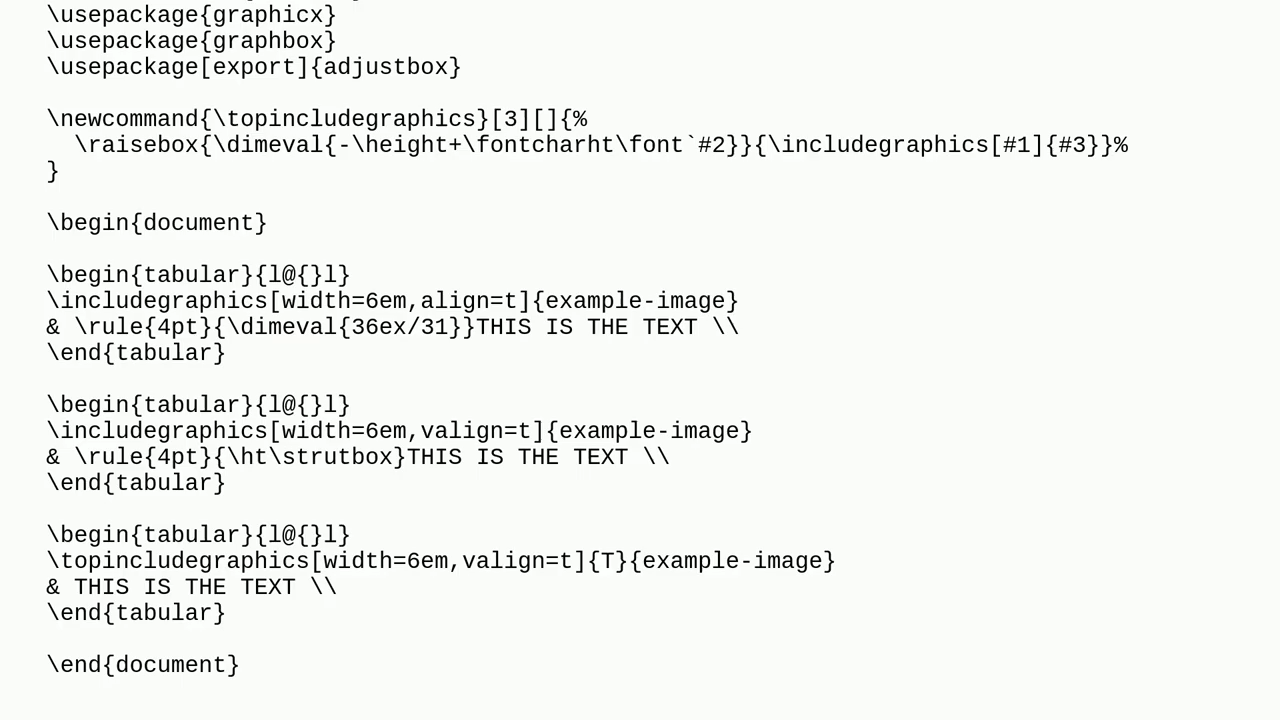 \usepackage{graphicx}
\usepackage{graphbox}
\usepackage[export]{adjustbox}
\newcommand{\topincludegraphics}[3][]{%
\raisebox{\dimeval{-\height+\fontcharht\font`#2}}{\includegraphics[#1]{#3}}%
}
\begin{document}
\begin{tabular}{l@{}l}
\includegraphics[width=6em,align=t]{example-image}
& \rule{4pt}{\dimeval{36ex/31}}THIS IS THE TEXT \\
\end{tabular}
\begin{tabular}{l@{}l}
\includegraphics[width=6em,valign=t]{example-image}
& \rule{4pt}{\ht\strutbox}THIS IS THE TEXT \\
\end{tabular}
\begin{tabular}{l@{}l}
\topincludegraphics[width=6em,valign=t]{T}{example-image}
& THIS IS THE TEXT \\
\end{tabular}
\end{document}